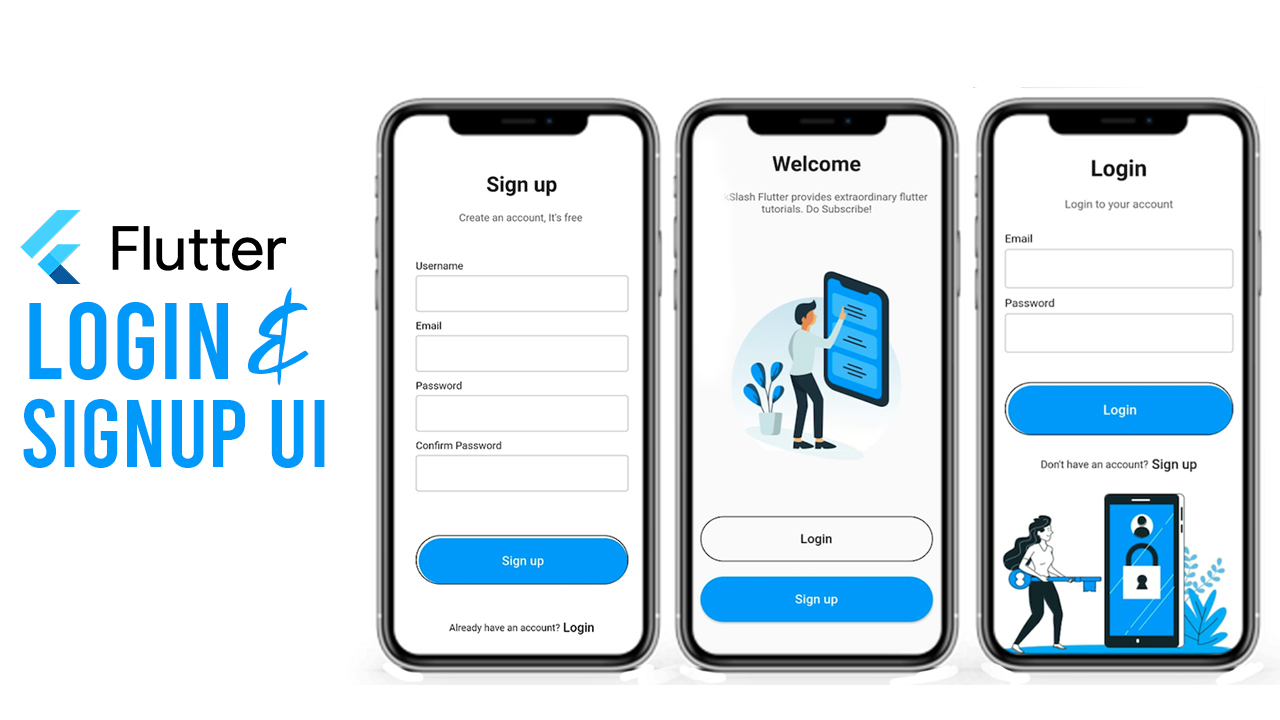 Flutter
LOGIN &
SIGNUP UI
Sign up
Create an account, It's free
Username
Email
Password
Confirm Password
Sign up
Already have an account? Login
Welcome
Slash Flutter provides extraordinary flutter
tutorials. Do Subscribe!
Login
Sign up
Login
Login to your account
Email
Password
Login
Don't have an account? Sign up